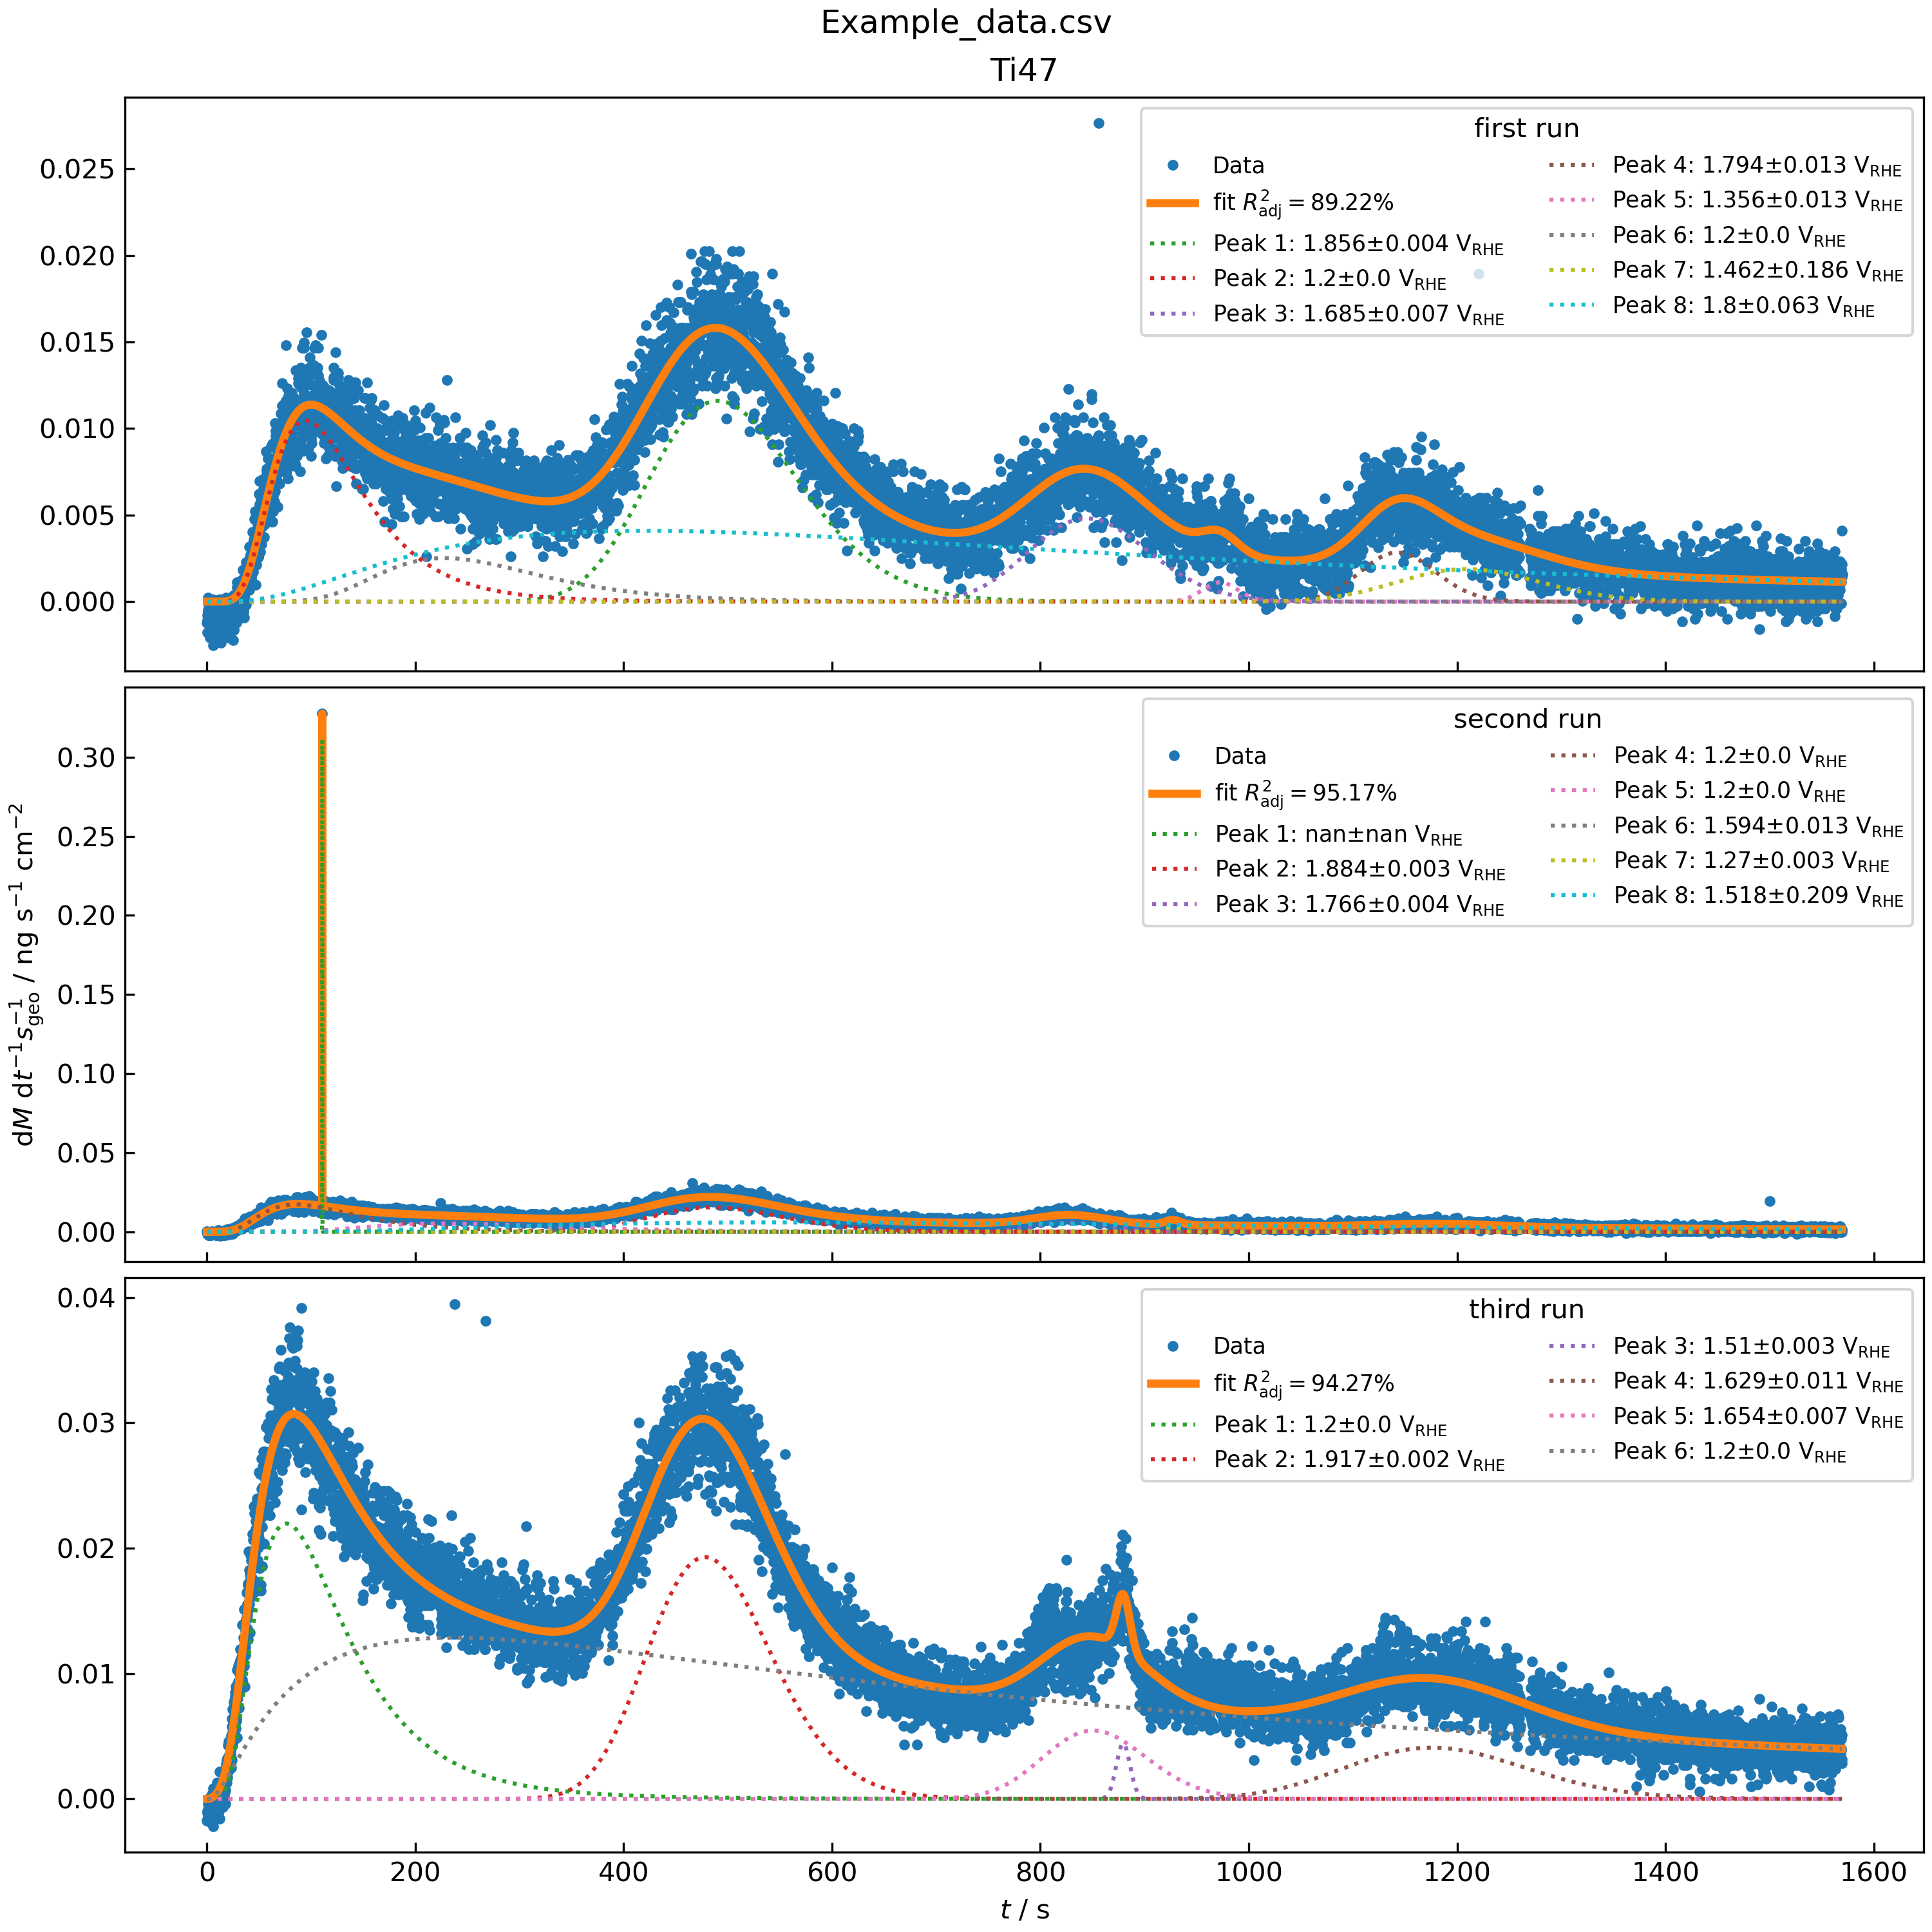 Example_data.csv
Ti47
first run
Data
fit R²adj = 89.22%
Peak 1: 1.856±0.004 VRHE
Peak 2: 1.2±0.0 VRHE
Peak 3: 1.685±0.007 VRHE
Peak 4: 1.794±0.013 VRHE
Peak 5: 1.356±0.013 VRHE
Peak 6: 1.2±0.0 VRHE
Peak 7: 1.462±0.186 VRHE
Peak 8: 1.8±0.063 VRHE
0.025
0.020
0.015
0.010
0.005
0.000
second run
Data
fit R²adj = 95.17%
Peak 1: nan±nan VRHE
Peak 2: 1.884±0.003 VRHE
Peak 3: 1.766±0.004 VRHE
Peak 4: 1.2±0.0 VRHE
Peak 5: 1.2±0.0 VRHE
Peak 6: 1.594±0.013 VRHE
Peak 7: 1.27±0.003 VRHE
Peak 8: 1.518±0.209 VRHE
0.30
0.25
0.20
0.15
0.10
0.05
0.00
dM dt⁻¹s⁻¹geo / ng s⁻¹ cm⁻²
third run
Data
fit R²adj = 94.27%
Peak 1: 1.2±0.0 VRHE
Peak 2: 1.917±0.002 VRHE
Peak 3: 1.51±0.003 VRHE
Peak 4: 1.629±0.011 VRHE
Peak 5: 1.654±0.007 VRHE
Peak 6: 1.2±0.0 VRHE
0.04
0.03
0.02
0.01
0.00
0 200 400 600 800 1000 1200 1400 1600
t / s